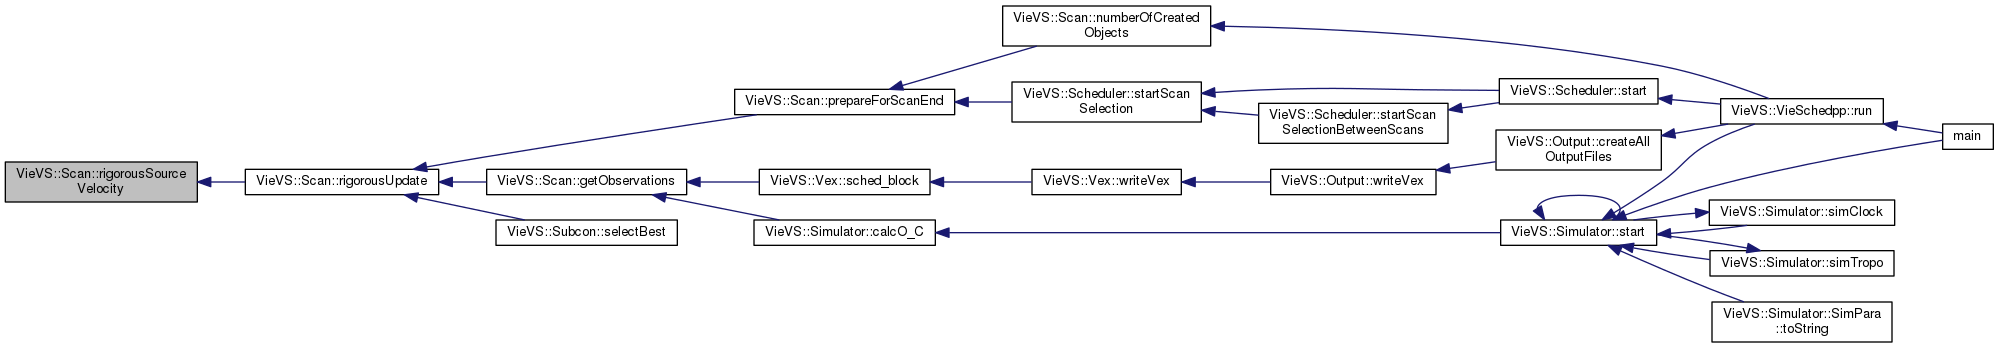 VieVS::Scan::rigorousSource
Velocity
VieVS::Scan::rigorousUpdate
VieVS::Scan::prepareForScanEnd
VieVS::Scan::numberOfCreated
Objects
VieVS::Scheduler::startScan
Selection
VieVS::Scheduler::startScan
SelectionBetweenScans
VieVS::Scheduler::start
VieVS::VieSchedpp::run
main
VieVS::Scan::getObservations
VieVS::Vex::sched_block
VieVS::Vex::writeVex
VieVS::Output::writeVex
VieVS::Output::createAll
OutputFiles
VieVS::Subcon::selectBest
VieVS::Simulator::calcO_C
VieVS::Simulator::start
VieVS::Simulator::simClock
VieVS::Simulator::simTropo
VieVS::Simulator::SimPara
::toString